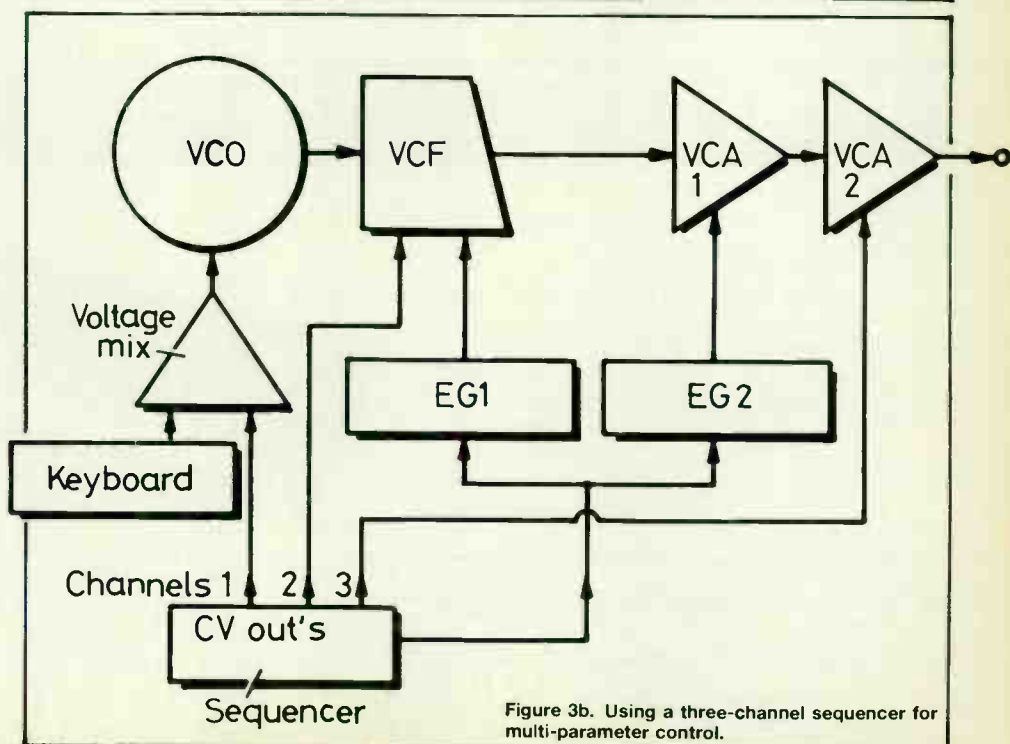 VCO
VCF
VCA
1
VCA
2
Voltage
mix
EG1
EG2
Keyboard
Channels 1 2 3
CV out's
Sequencer
Figure 3b. Using a three-channel sequencer for
multi-parameter control.